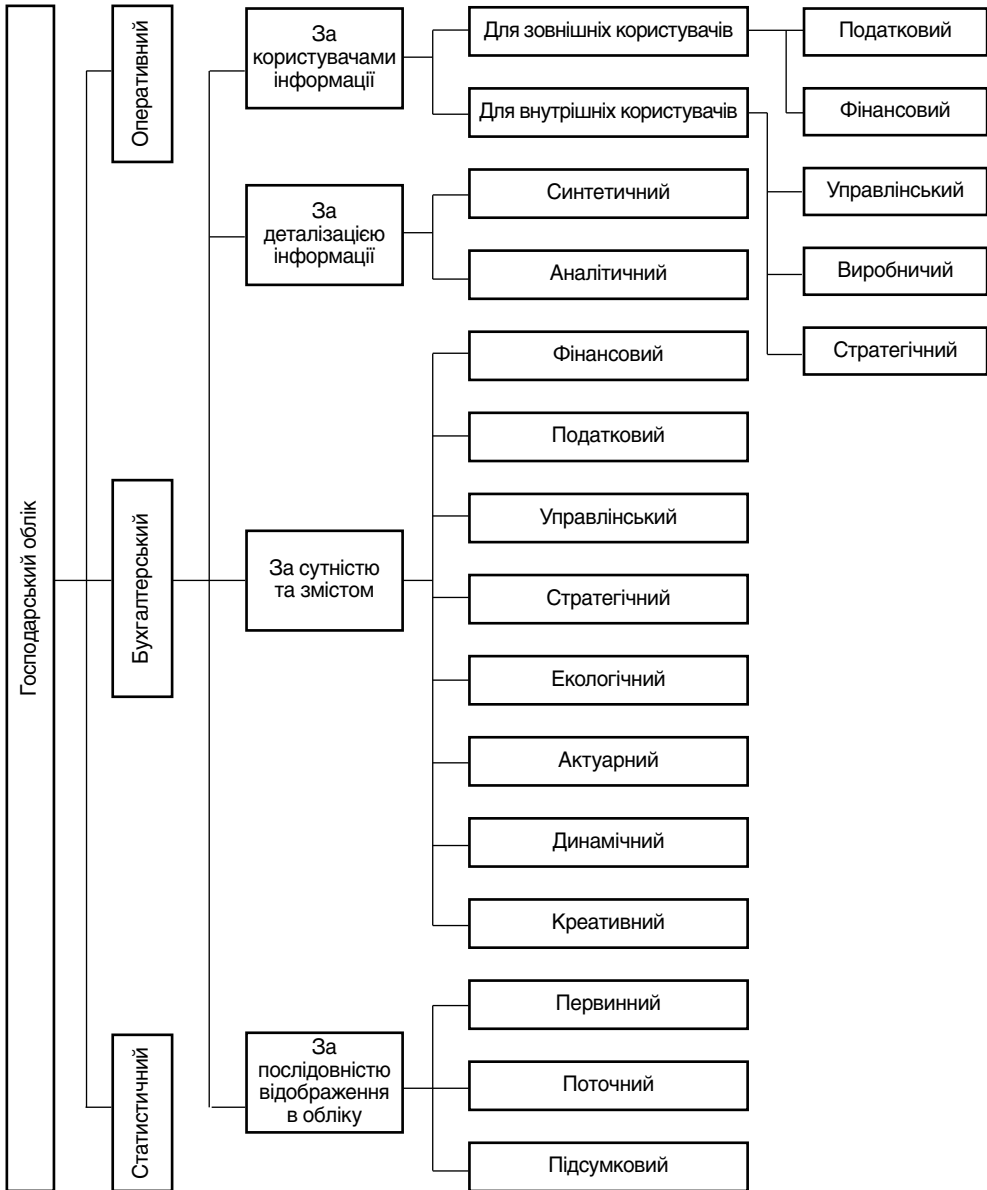 Господарський облік
Оперативний
Бухгалтерський
Статистичний
За
користувачами
інформації
Для зовнішніх користувачів
Податковий
Фінансовий
Для внутрішніх користувачів
Управлінський
Виробничий
Стратегічний
За
деталізацією
інформації
Синтетичний
Аналітичний
За сутністю
та змістом
Фінансовий
Податковий
Управлінський
Стратегічний
Екологічний
Актуарний
Динамічний
Креативний
За
послідовністю
відображення
в обліку
Первинний
Поточний
Підсумковий